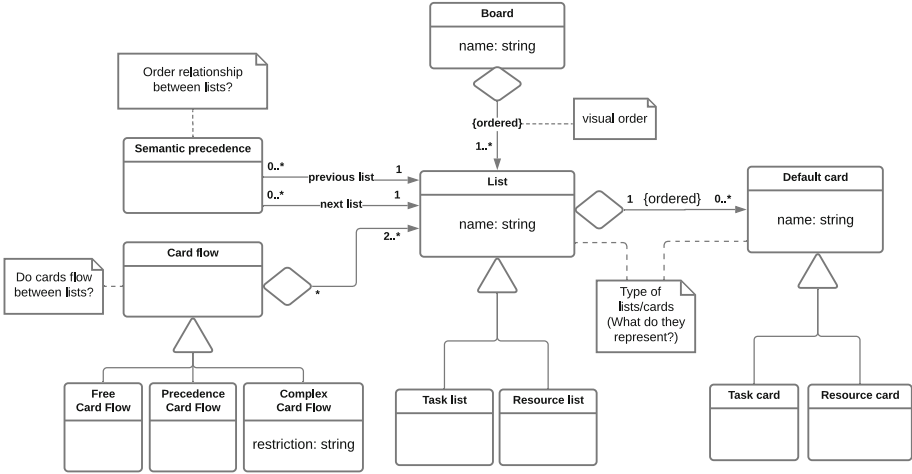 Board
name: string
Order relationship
between lists?
{ordered}
visual order
1..*
Semantic precedence
0..*
previous list
1
0..*
next list
1
List
name: string
1
{ordered}
0..*
Default card
name: string
2..*
Card flow
*
Do cards flow
between lists?
Type of
lists/cards
(What do they
represent?)
Free
Card Flow
Precedence
Card Flow
Complex
Card Flow
restriction: string
Task list
Resource list
Task card
Resource card